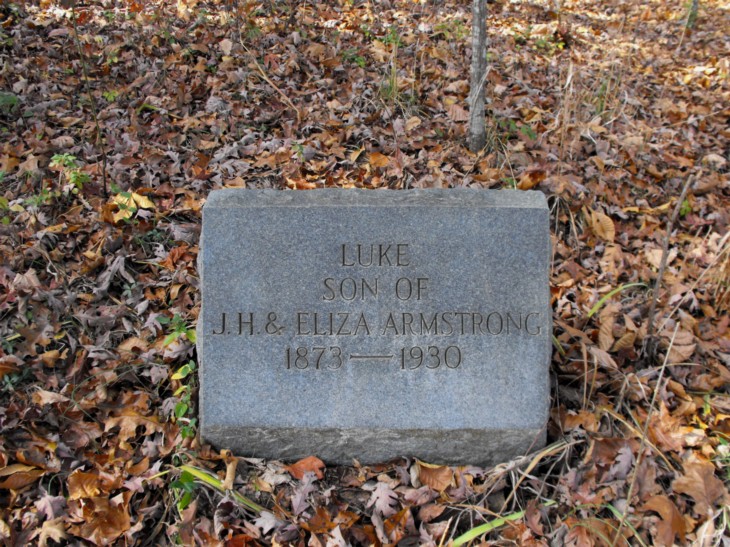 LUKE
SON OF
J.H.& ELIZA ARMSTRONG
1873—1930